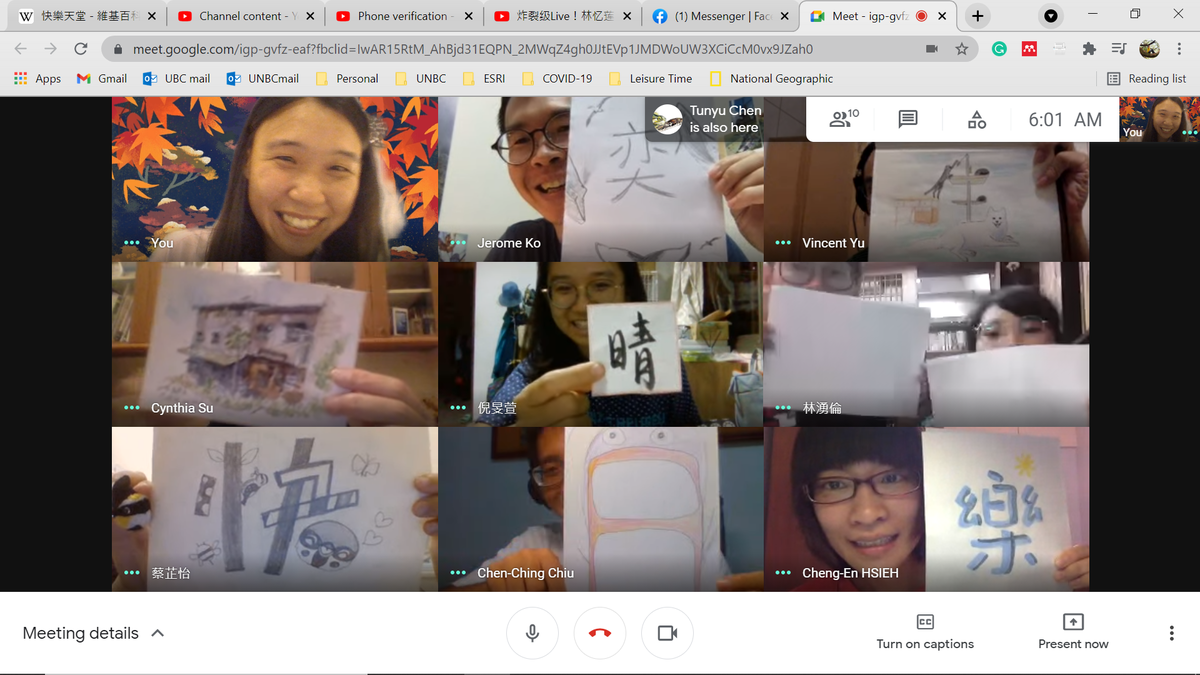 快樂天堂 - 維基百科
Channel content - Y
Phone verification -
炸裂级Live！林忆莲
(1) Messenger | Fac
Meet - igp-gvfz
meet.google.com/igp-gvfz-eaf?fbclid=IwAR15RtM_AhBjd31EQPN_2MWqZ4gh0JJtEVp1JMDWoUW3XCiCcM0vx9JZah0
Apps
Gmail
UBC mail
UNBCmail
Personal
UNBC
ESRI
COVID-19
Leisure Time
National Geographic
Reading list
Tunyu Chen
is also here
10
6:01 AM
You
You
奕
Jerome Ko
Vincent Yu
Cynthia Su
晴
倪旻萱
林湧倫
快
蔡芷怡
Chen-Ching Chiu
樂
Cheng-En HSIEH
Meeting details
Turn on captions
Present now